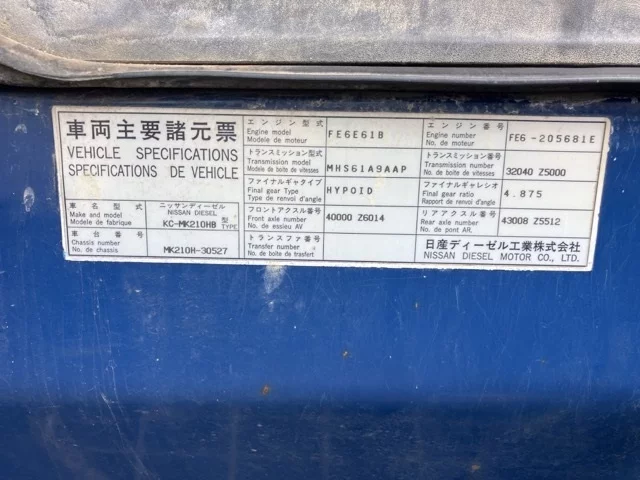 車両主要諸元票
VEHICLE SPECIFICATIONS
SPECIFICATIONS DE VEHICLE
車名型式
Make and model
Modele de fabrique
ニッサンディーゼル
NISSAN DIESEL
KC-MK210HB 型 TYPE
車台番号
Chassis number
No. de chassis
MK210H-30527
エンジン型式
Engine model
Modele de moteur
FE6E61B
トランスミッション型式
Transmission model
Modele de boite de vitesses
MHS61A9AAP
ファイナルギヤタイプ
Final gear Type
Type de renvoi d'angle
HYPOID
フロントアクスル番号
Front axle number
No. d'essieu AV
40000 Z6014
トランスファ番号
Transfer number
No. de boite de trasfert
エンジン番号
Engine number
No. de moteur
FE6-205681E
トランスミッション番号
Transmission number
No. de boite de vitesses
32040 Z5000
ファイナルギャレシオ
Final gear ratio
Rapport de renvoi d'angle
4.875
リアアクスル番号
Rear axle number
No. de pont AR.
43008 Z5512
日産ディーゼル工業株式会社
NISSAN DIESEL MOTOR CO., LTD.